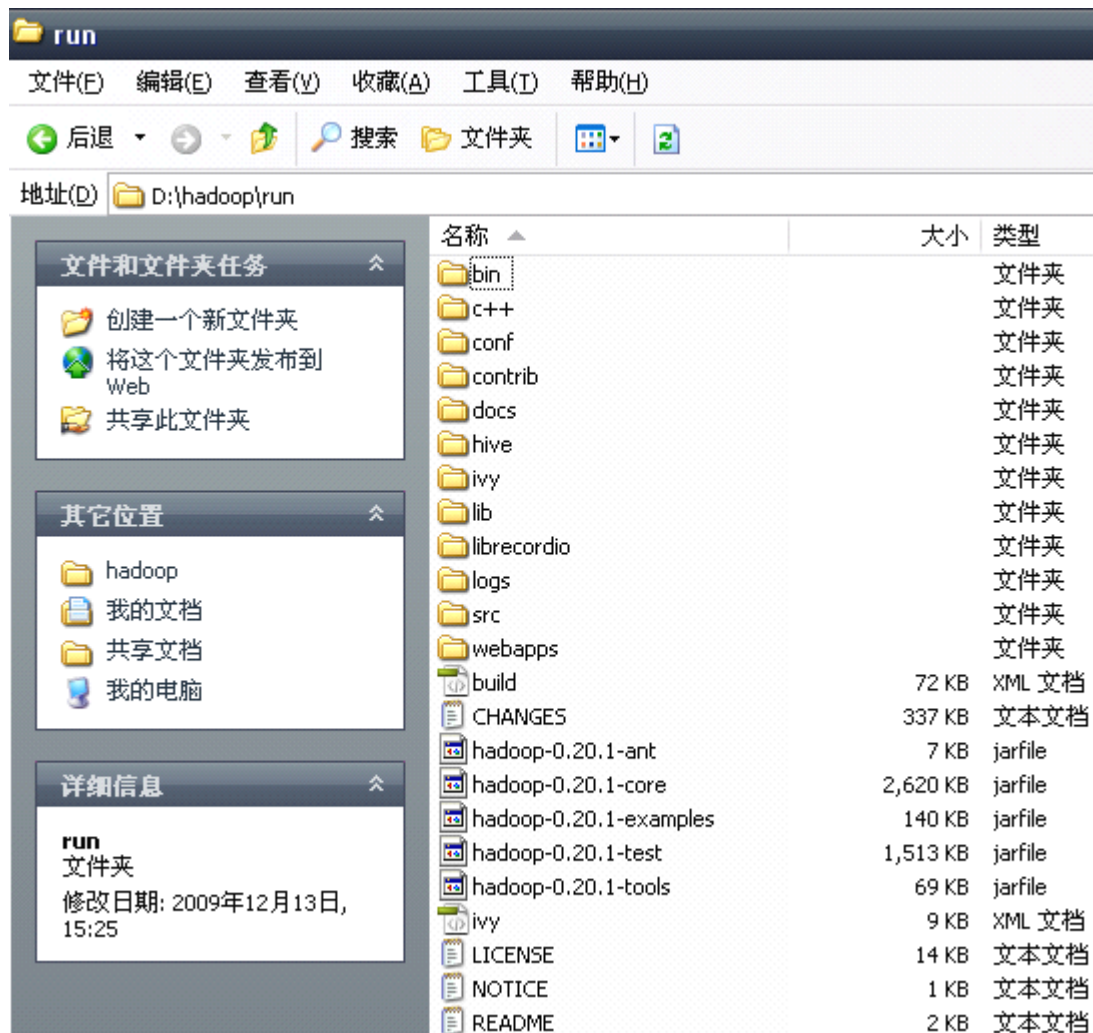 run
文件(F) 编辑(E) 查看(V) 收藏(A) 工具(T) 帮助(H)
后退 搜索 文件夹
地址(D) D:\hadoop\run
文件和文件夹任务
创建一个新文件夹
将这个文件夹发布到
Web
共享此文件夹
其它位置
hadoop
我的文档
共享文档
我的电脑
详细信息
run
文件夹
修改日期: 2009年12月13日,
15:25
名称 大小 类型
bin 文件夹
c++ 文件夹
conf 文件夹
contrib 文件夹
docs 文件夹
hive 文件夹
ivy 文件夹
lib 文件夹
librecordio 文件夹
logs 文件夹
src 文件夹
webapps 文件夹
build 72 KB XML 文档
CHANGES 337 KB 文本文档
hadoop-0.20.1-ant 7 KB jarfile
hadoop-0.20.1-core 2,620 KB jarfile
hadoop-0.20.1-examples 140 KB jarfile
hadoop-0.20.1-test 1,513 KB jarfile
hadoop-0.20.1-tools 69 KB jarfile
ivy 9 KB XML 文档
LICENSE 14 KB 文本文档
NOTICE 1 KB 文本文档
README 2 KB 文本文档